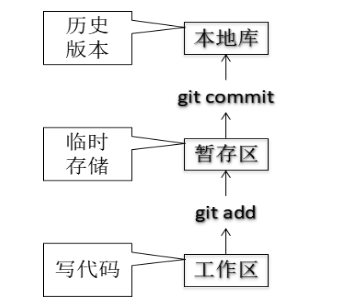 历史
版本
本地库
git commit
临时
存储
暂存区
git add
写代码
工作区